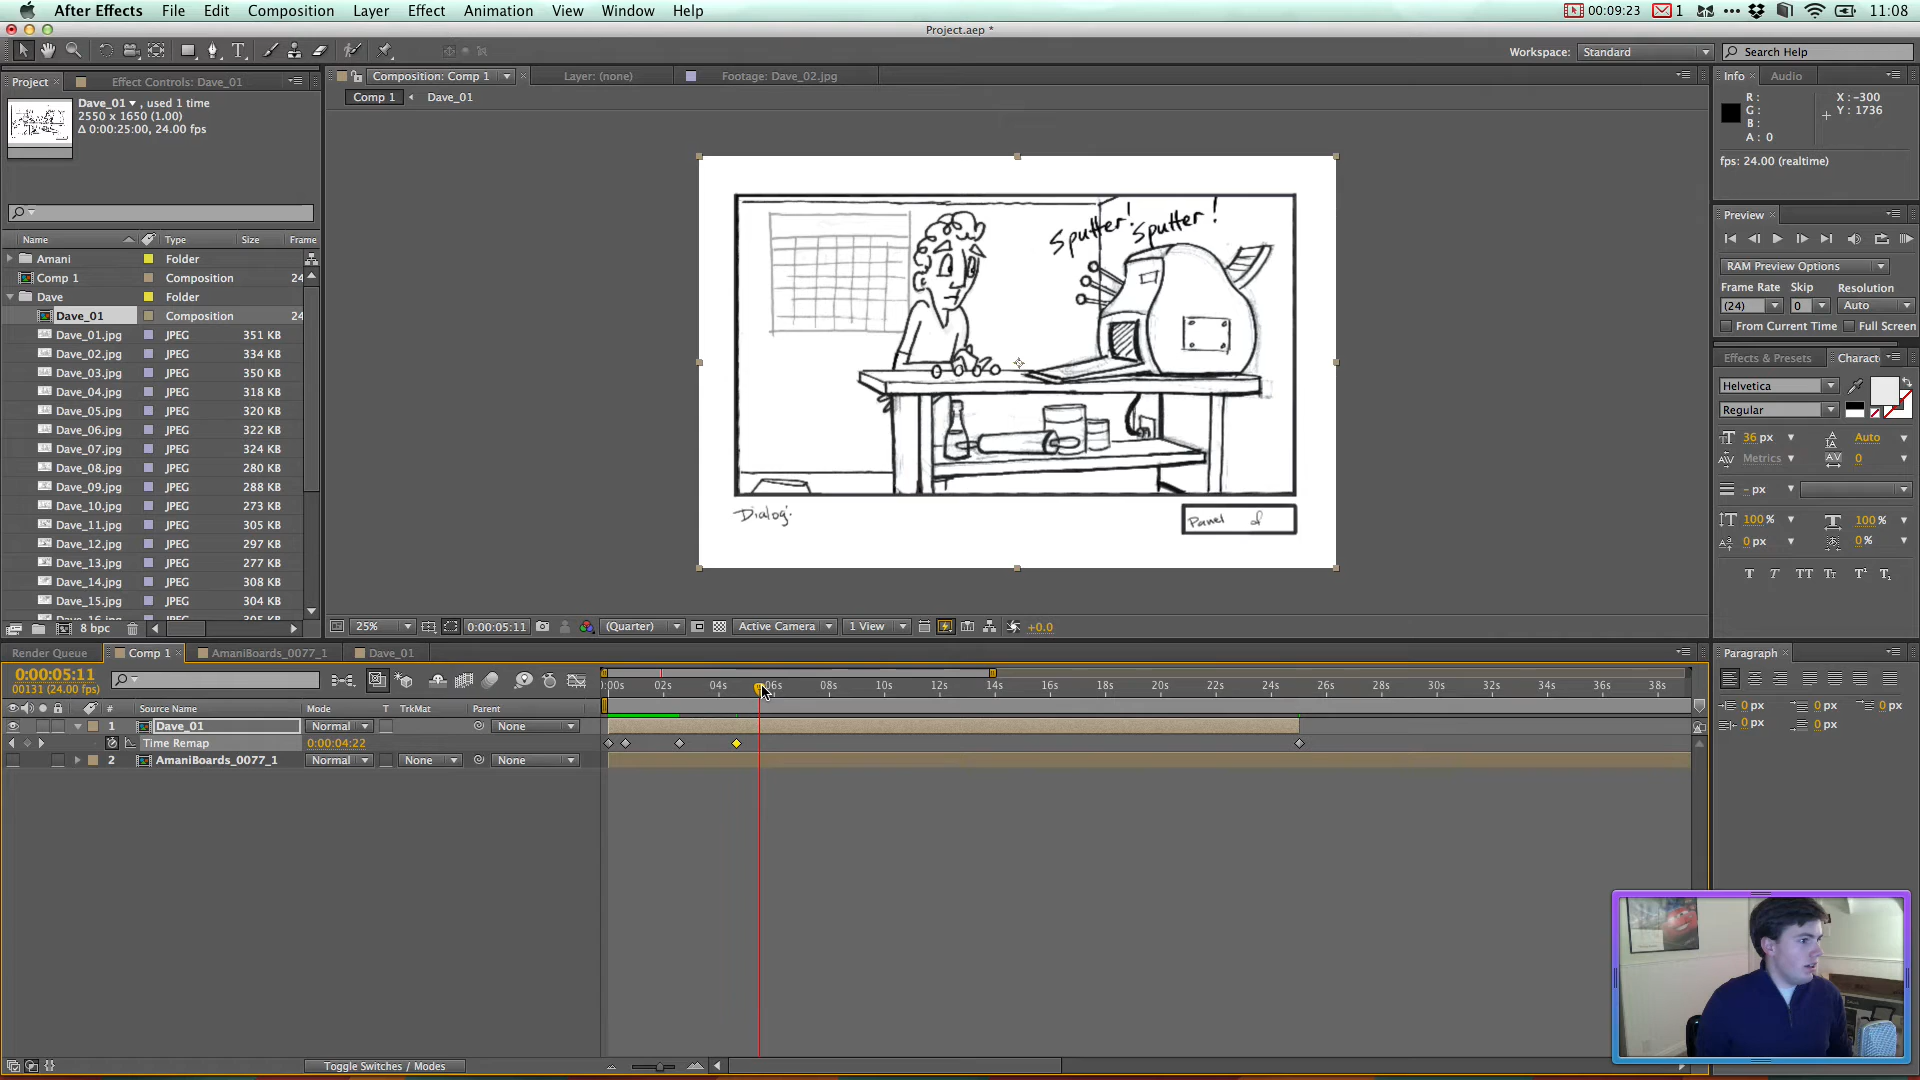 After Effects File Edit Composition Layer Effect Animation View Window Help 00:09:23 1 11:08
Project.aep *
Workspace: Standard Search Help
Project Effect Controls: Dave_01 Composition: Comp 1 Layer: (none) Footage: Dave_02.jpg Info Audio
Comp 1 Dave_01
Dave_01 , used 1 time
2550 x 1650 (1.00)
Δ 0:00:25:00, 24.00 fps
R :
G :
B :
A : 0
X : -300
Y : 1736
fps: 24.00 (realtime)
Preview
RAM Preview Options
Frame Rate Skip Resolution
(24) 0 Auto
From Current Time Full Screen
Effects & Presets Charact
Helvetica
Regular
36 px Auto
Metrics 0
- px
100 % 100 %
0 px 0 %
T T TT Tt T¹ T₁
Name Type Size Frame
Amani Folder
Comp 1 Composition 24
Dave Folder
Dave_01 Composition 24
Dave_01.jpg JPEG 351 KB
Dave_02.jpg JPEG 334 KB
Dave_03.jpg JPEG 350 KB
Dave_04.jpg JPEG 318 KB
Dave_05.jpg JPEG 320 KB
Dave_06.jpg JPEG 322 KB
Dave_07.jpg JPEG 324 KB
Dave_08.jpg JPEG 280 KB
Dave_09.jpg JPEG 288 KB
Dave_10.jpg JPEG 273 KB
Dave_11.jpg JPEG 305 KB
Dave_12.jpg JPEG 297 KB
Dave_13.jpg JPEG 277 KB
Dave_14.jpg JPEG 308 KB
Dave_15.jpg JPEG 304 KB
8 bpc
Sputter! Sputter!
Dialog:
Panel of
25% 0:00:05:11 (Quarter) Active Camera 1 View +0.0
Render Queue Comp 1 AmaniBoards_0077_1 Dave_01
0:00:05:11
00131 (24.00 fps)
:00s 02s 04s 06s 08s 10s 12s 14s 16s 18s 20s 22s 24s 26s 28s 30s 32s 34s 36s 38s
# Source Name Mode T TrkMat Parent
1 Dave_01 Normal None
Time Remap 0:00:04:22
2 AmaniBoards_0077_1 Normal None None
Toggle Switches / Modes
Paragraph
0 px 0 px 0 px
0 px 0 px